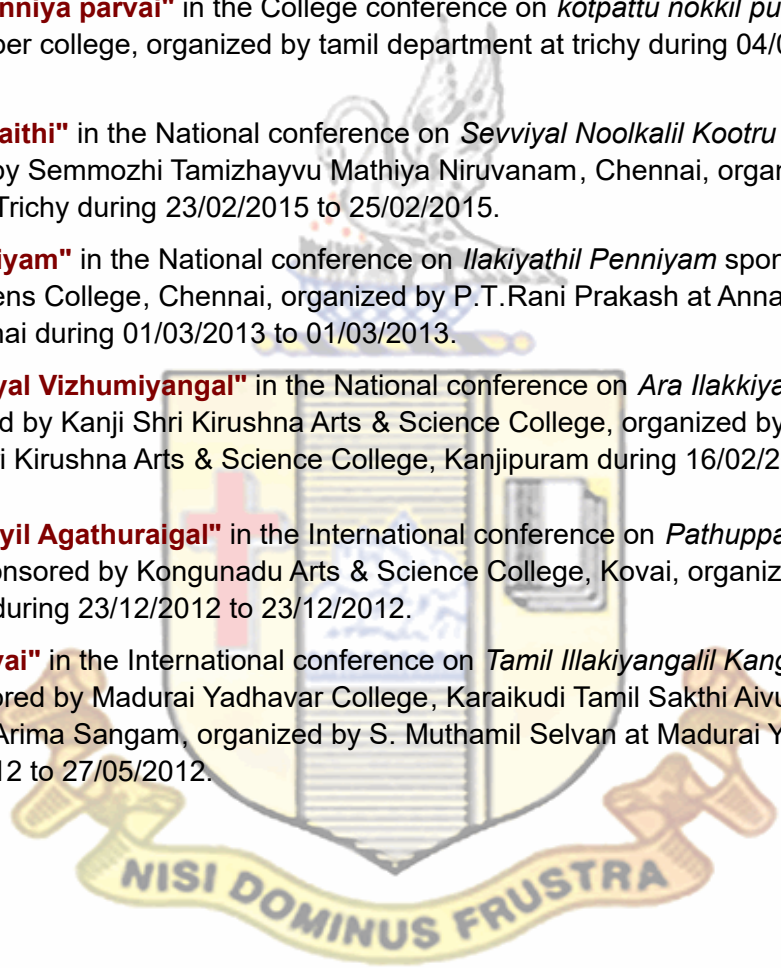 nniya parvai" in the College conference on kotpattu nokkil pu
per college, organized by tamil department at trichy during 04/0
aithi" in the National conference on Sevviyal Noolkalil Kootru
by Semmozhi Tamizhayvu Mathiya Niruvanam, Chennai, organ
Trichy during 23/02/2015 to 25/02/2015.
iyam" in the National conference on Ilakiyathil Penniyam spon
ens College, Chennai, organized by P.T.Rani Prakash at Anna
nai during 01/03/2013 to 01/03/2013.
yal Vizhumiyangal" in the National conference on Ara Ilakkiya
d by Kanji Shri Kirushna Arts & Science College, organized by
ri Kirushna Arts & Science College, Kanjipuram during 16/02/2
yil Agathuraigal" in the International conference on Pathuppa
onsored by Kongunadu Arts & Science College, Kovai, organiz
during 23/12/2012 to 23/12/2012.
vai" in the International conference on Tamil Illakiyangalil Kang
ored by Madurai Yadhavar College, Karaikudi Tamil Sakthi Aivu
Arima Sangam, organized by S. Muthamil Selvan at Madurai Y
12 to 27/05/2012.
NISI DOMINUS FRUSTRA